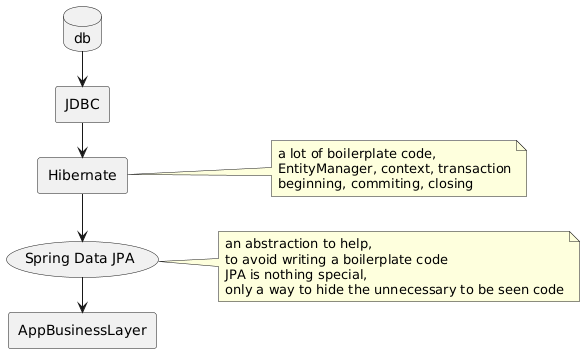 db
JDBC
a lot of boilerplate code,
EntityManager, context, transaction
beginning, commiting, closing
Hibernate
an abstraction to help,
to avoid writing a boilerplate code
JPA is nothing special,
only a way to hide the unnecessary to be seen code
Spring Data JPA
AppBusinessLayer